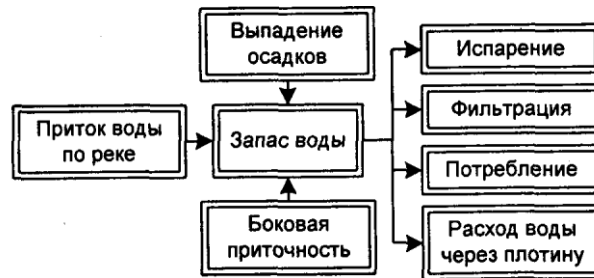 Выпадение
осадков
Испарение
Фильтрация
Приток воды
по реке
Запас воды
Потребление
Боковая
приточность
Расход воды
через плотину